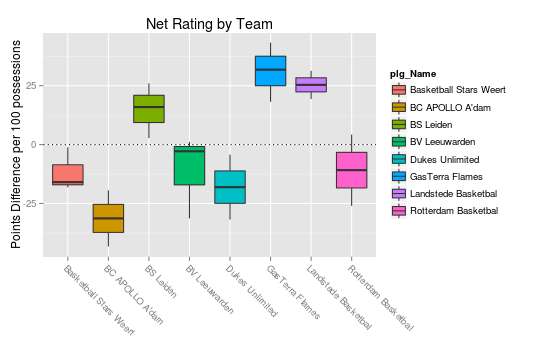 Net Rating by Team
Points Difference per 100 possessions
25
0
-25
Basketball Stars Weert
BC APOLLO A'dam
BS Leiden
BV Leeuwarden
Dukes Unlimited
GasTerra Flames
Landstede Basketbal
Rotterdam Basketbal
plg_Name
Basketball Stars Weert
BC APOLLO A'dam
BS Leiden
BV Leeuwarden
Dukes Unlimited
GasTerra Flames
Landstede Basketbal
Rotterdam Basketbal